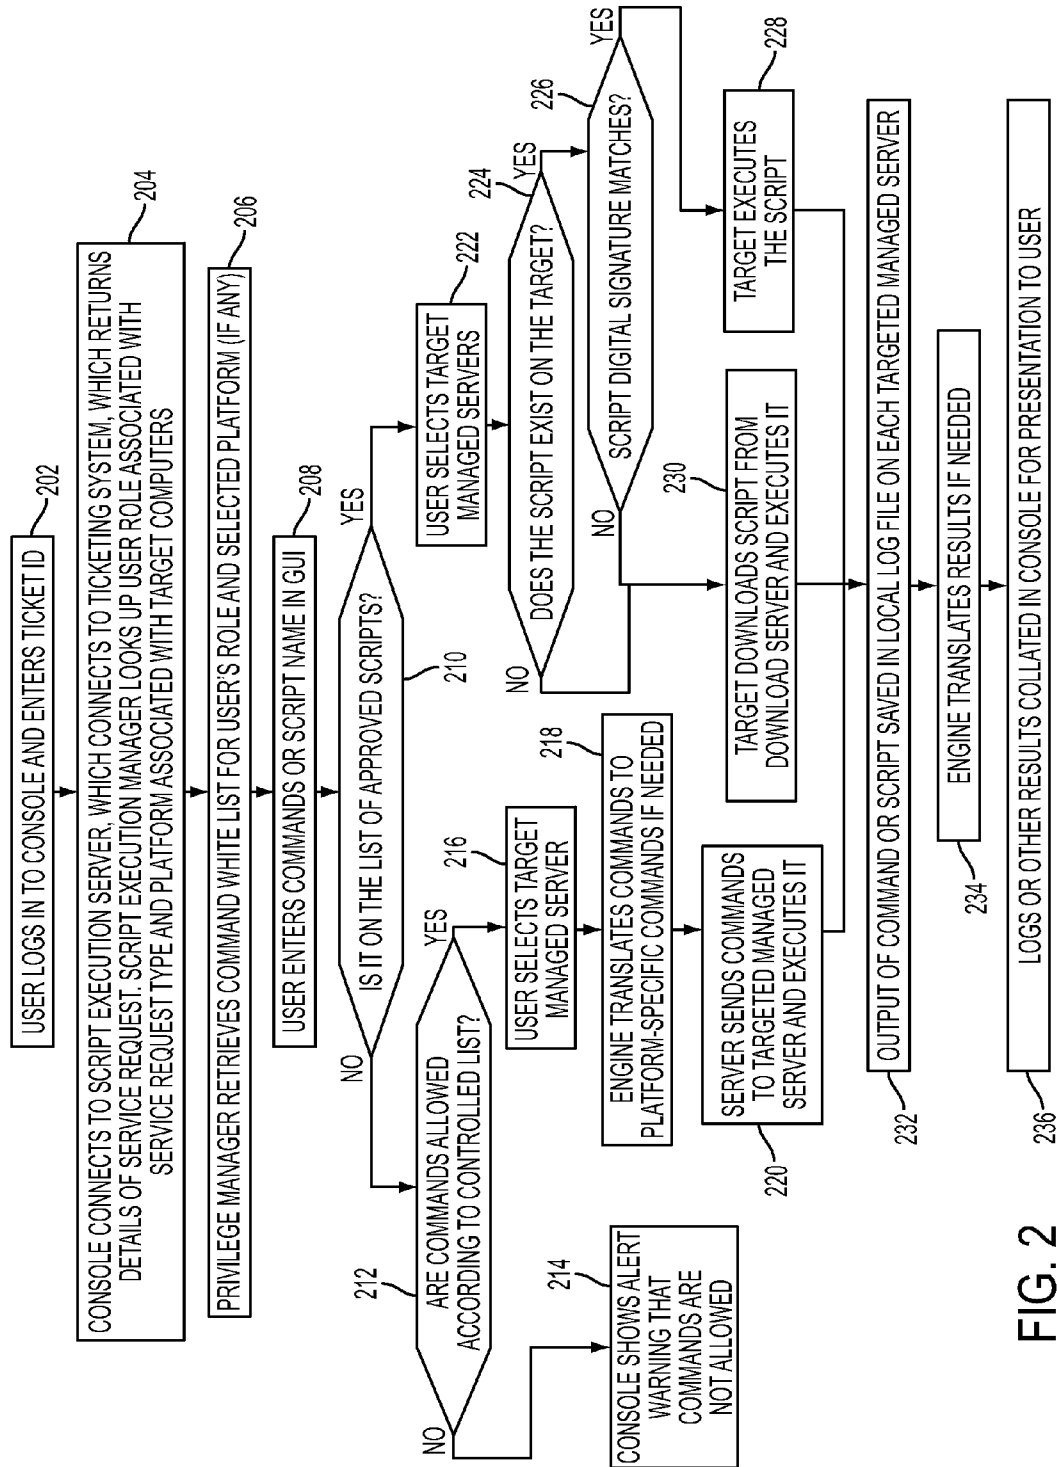 USER LOGS IN TO CONSOLE AND ENTERS TICKET ID
202
CONSOLE CONNECTS TO SCRIPT EXECUTION SERVER, WHICH CONNECTS TO TICKETING SYSTEM, WHICH RETURNS
DETAILS OF SERVICE REQUEST. SCRIPT EXECUTION MANAGER LOOKS UP USER ROLE ASSOCIATED WITH
SERVICE REQUEST TYPE AND PLATFORM ASSOCIATED WITH TARGET COMPUTERS
204
PRIVILEGE MANAGER RETRIEVES COMMAND WHITE LIST FOR USER'S ROLE AND SELECTED PLATFORM (IF ANY)
206
USER ENTERS COMMANDS OR SCRIPT NAME IN GUI
208
IS IT ON THE LIST OF APPROVED SCRIPTS?
210
NO
YES
ARE COMMANDS ALLOWED
ACCORDING TO CONTROLLED LIST?
212
NO
YES
CONSOLE SHOWS ALERT
WARNING THAT
COMMANDS ARE
NOT ALLOWED
214
USER SELECTS TARGET
MANAGED SERVER
216
ENGINE TRANSLATES COMMANDS TO
PLATFORM-SPECIFIC COMMANDS IF NEEDED
218
SERVER SENDS COMMANDS
TO TARGETED MANAGED
SERVER AND EXECUTES IT
220
USER SELECTS TARGET
MANAGED SERVERS
222
DOES THE SCRIPT EXIST ON THE TARGET?
224
NO
YES
SCRIPT DIGITAL SIGNATURE MATCHES?
226
NO
YES
TARGET EXECUTES
THE SCRIPT
228
TARGET DOWNLOADS SCRIPT FROM
DOWNLOAD SERVER AND EXECUTES IT
230
OUTPUT OF COMMAND OR SCRIPT SAVED IN LOCAL LOG FILE ON EACH TARGETED MANAGED SERVER
232
ENGINE TRANSLATES RESULTS IF NEEDED
234
LOGS OR OTHER RESULTS COLLATED IN CONSOLE FOR PRESENTATION TO USER
236
FIG. 2